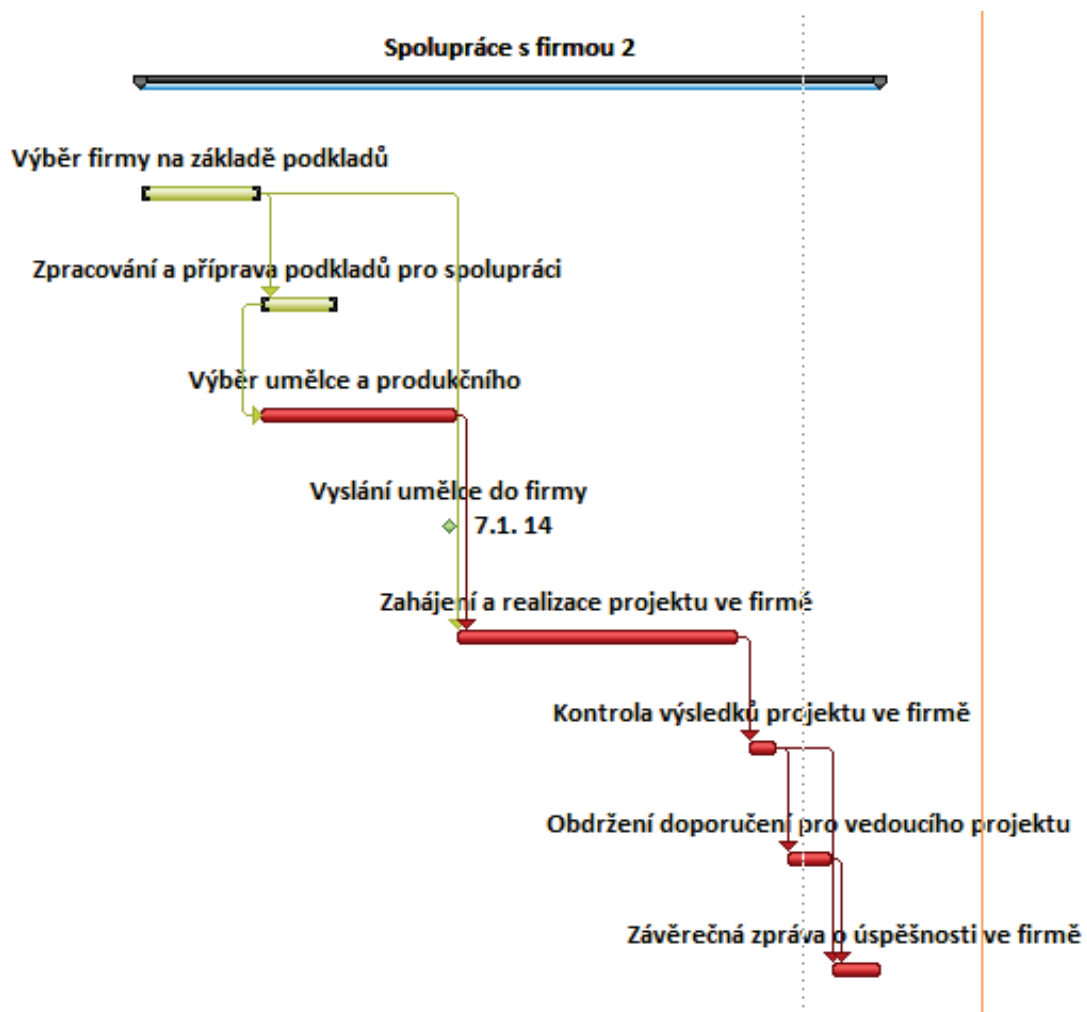 Spolupráce s firmou 2
Výběr firmy na základě podkladů
Zpracování a příprava podkladů pro spolupráci
Výběr umělce a produkčního
Vyslání umělce do firmy
7.1. 14
Zahájení a realizace projektu ve firmě
Kontrola výsledků projektu ve firmě
Obdržení doporučení pro vedoucího projektu
Závěrečná zpráva o úspěšnosti ve firmě